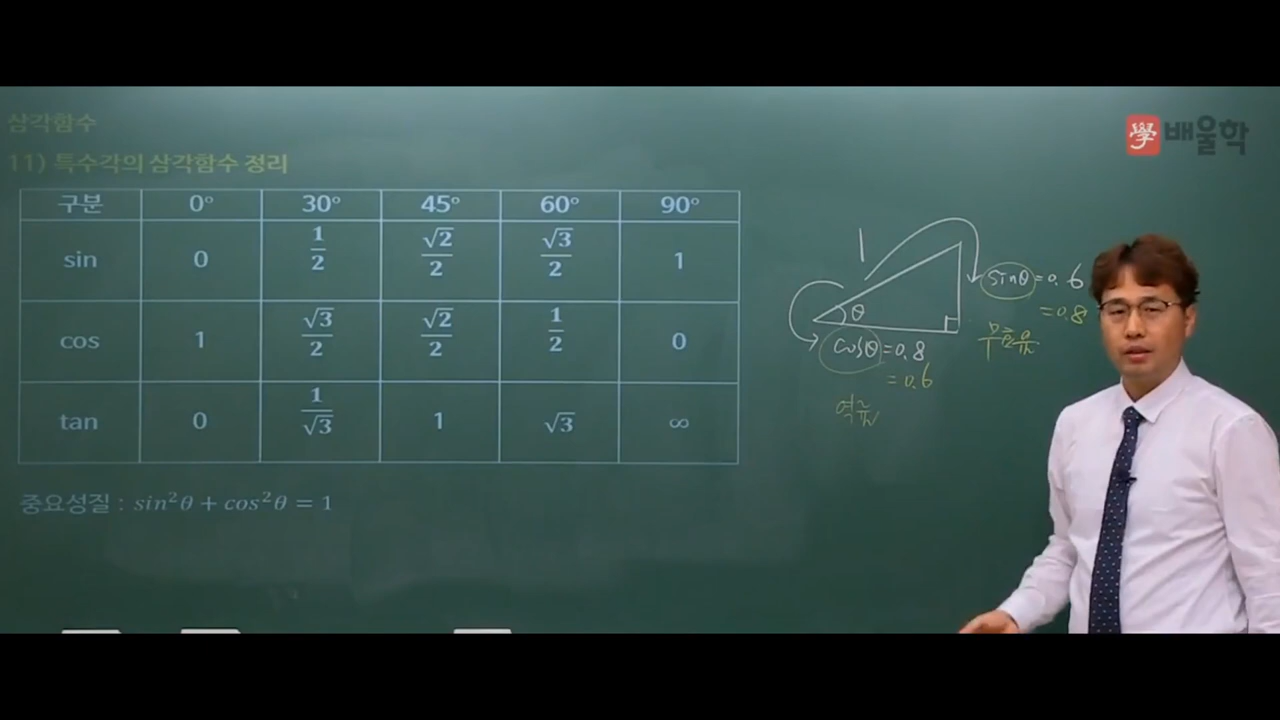 삼각함수
學 배울학
11) 특수각의 삼각함수 정리
구분 0° 30° 45° 60° 90°
sin 0 1/2 √2/2 √3/2 1
cos 1 √3/2 √2/2 1/2 0
tan 0 1/√3 1 √3 ∞
중요성질 : sin²θ + cos²θ = 1
1
θ
sinθ=0.6
=0.8
무효율
cosθ=0.8
=0.6
역률